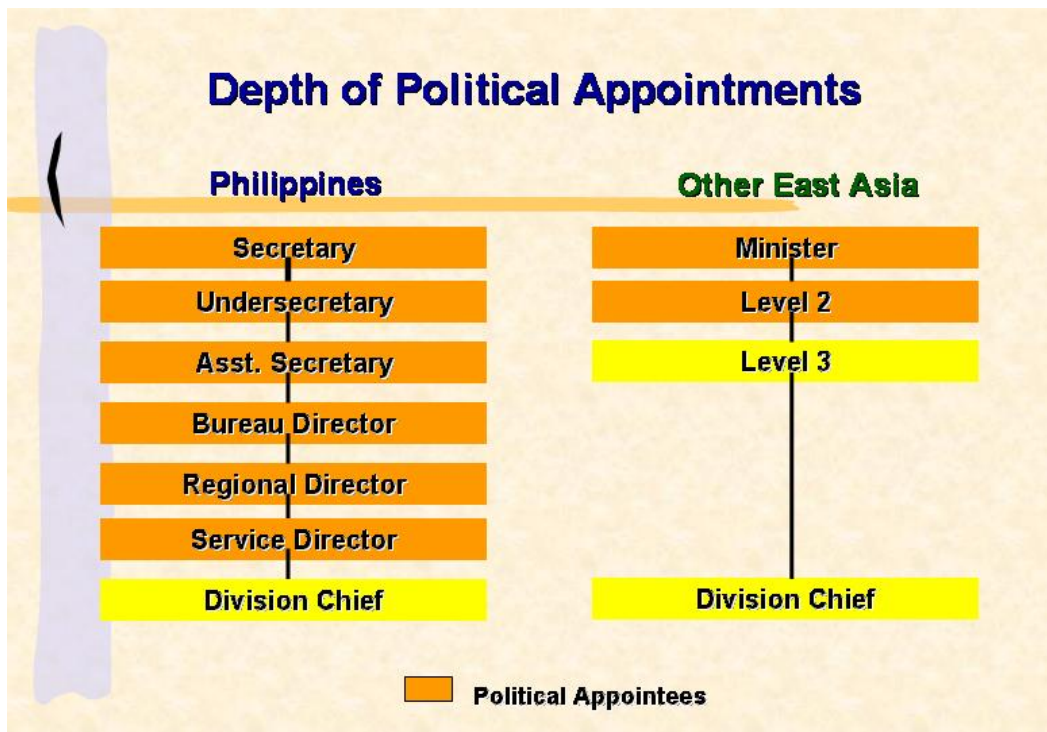 Depth of Political Appointments
Philippines
Secretary
Undersecretary
Asst. Secretary
Bureau Director
Regional Director
Service Director
Division Chief
Other East Asia
Minister
Level 2
Level 3
Division Chief
Political Appointees